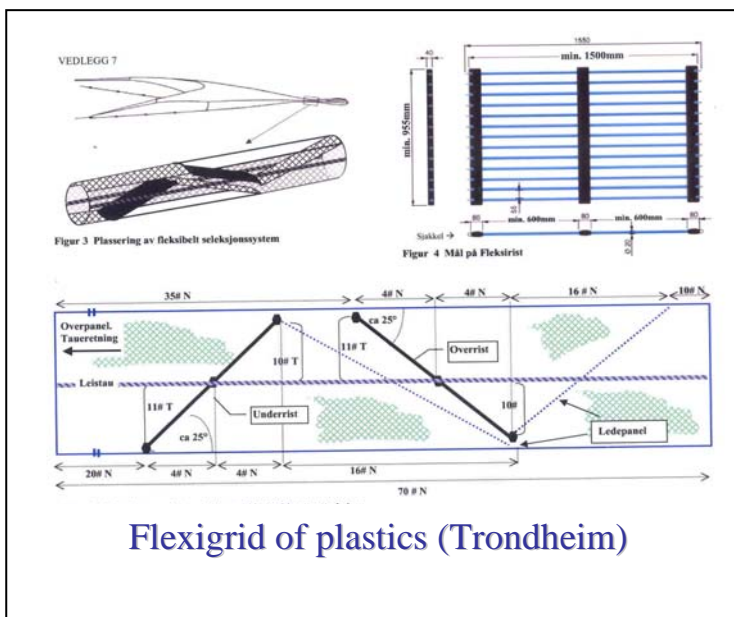 VEDLEGG 7
Figur 3 Plassering av fleksibelt seleksjonssystem
40
min. 955mm
1550
min. 1500mm
55
80
min. 600mm
80
min. 600mm
80
Sjakkel →
Ø 20
Figur 4 Mål på Fleksirist
35# N
4# N
4# N
16 # N
10# N
Overpanel.
Taueretning
ca 25°
10# T
11# T
Overrist
Leistau
11# T
Underrist
10#
ca 25°
Ledepanel
20# N
4# N
4# N
16# N
70 # N
Flexigrid of plastics (Trondheim)